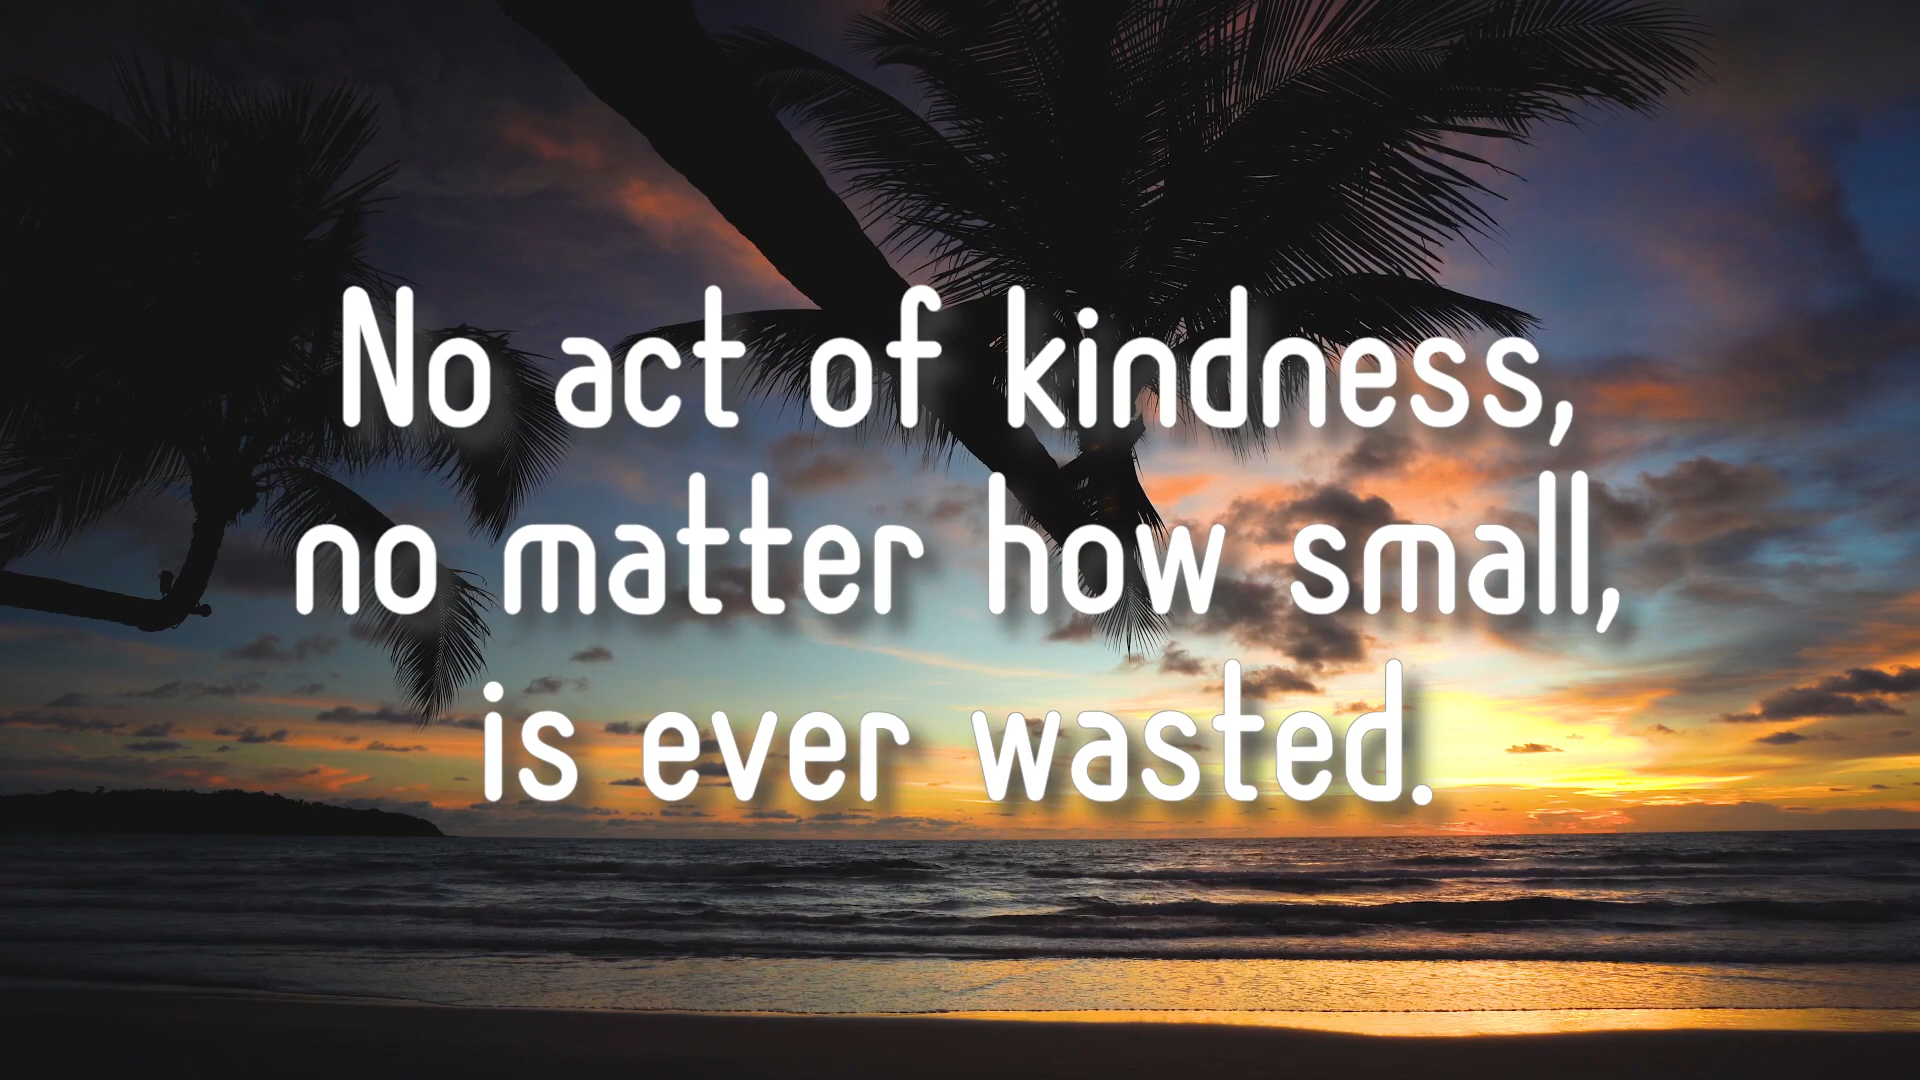 No act of kindness,
no matter how small,
is ever wasted.